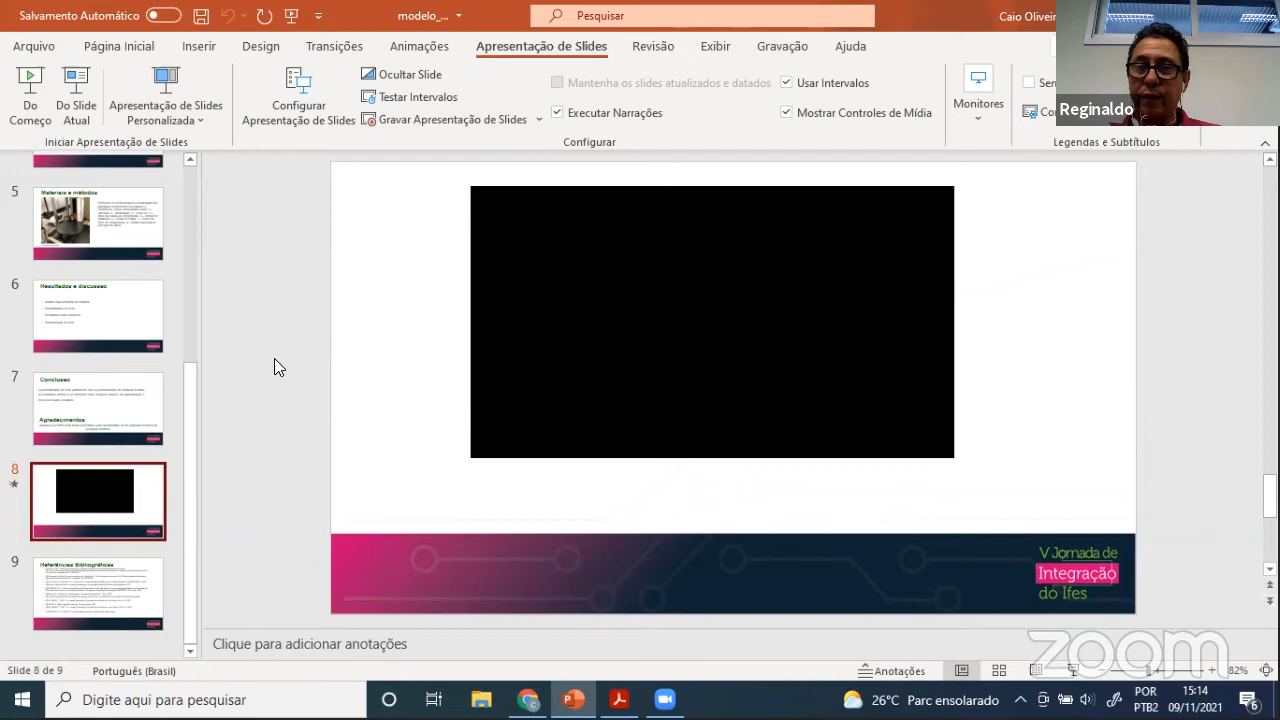 Salvamento Automático
modelo_...
Pesquisar
Caio Oliveir
Arquivo
Página Inicial
Inserir
Design
Transições
Animações
Apresentação de Slides
Revisão
Exibir
Gravação
Ajuda
Do Começo
Do Slide Atual
Apresentação de Slides Personalizada
Configurar Apresentação de Slides
Ocultar Slide
Testar Intervalos
Gravar Apresentação de Slides
Mantenha os slides atualizados e datados
Executar Narrações
Usar Intervalos
Mostrar Controles de Mídia
Monitores
Reginaldo
Iniciar Apresentação de Slides
Configurar
Legendas e Subtítulos
5
Materiais e métodos
6
Resultados e discussão
7
Conclusão
Agradecimentos
8
9
Referências Bibliográficas
V Jornada de
Integração
do Ifes
Clique para adicionar anotações
zoom
Slide 8 de 9
Português (Brasil)
Anotações
82%
Digite aqui para pesquisar
26°C Parc ensolarado
POR
PTB2
15:14
09/11/2021
6